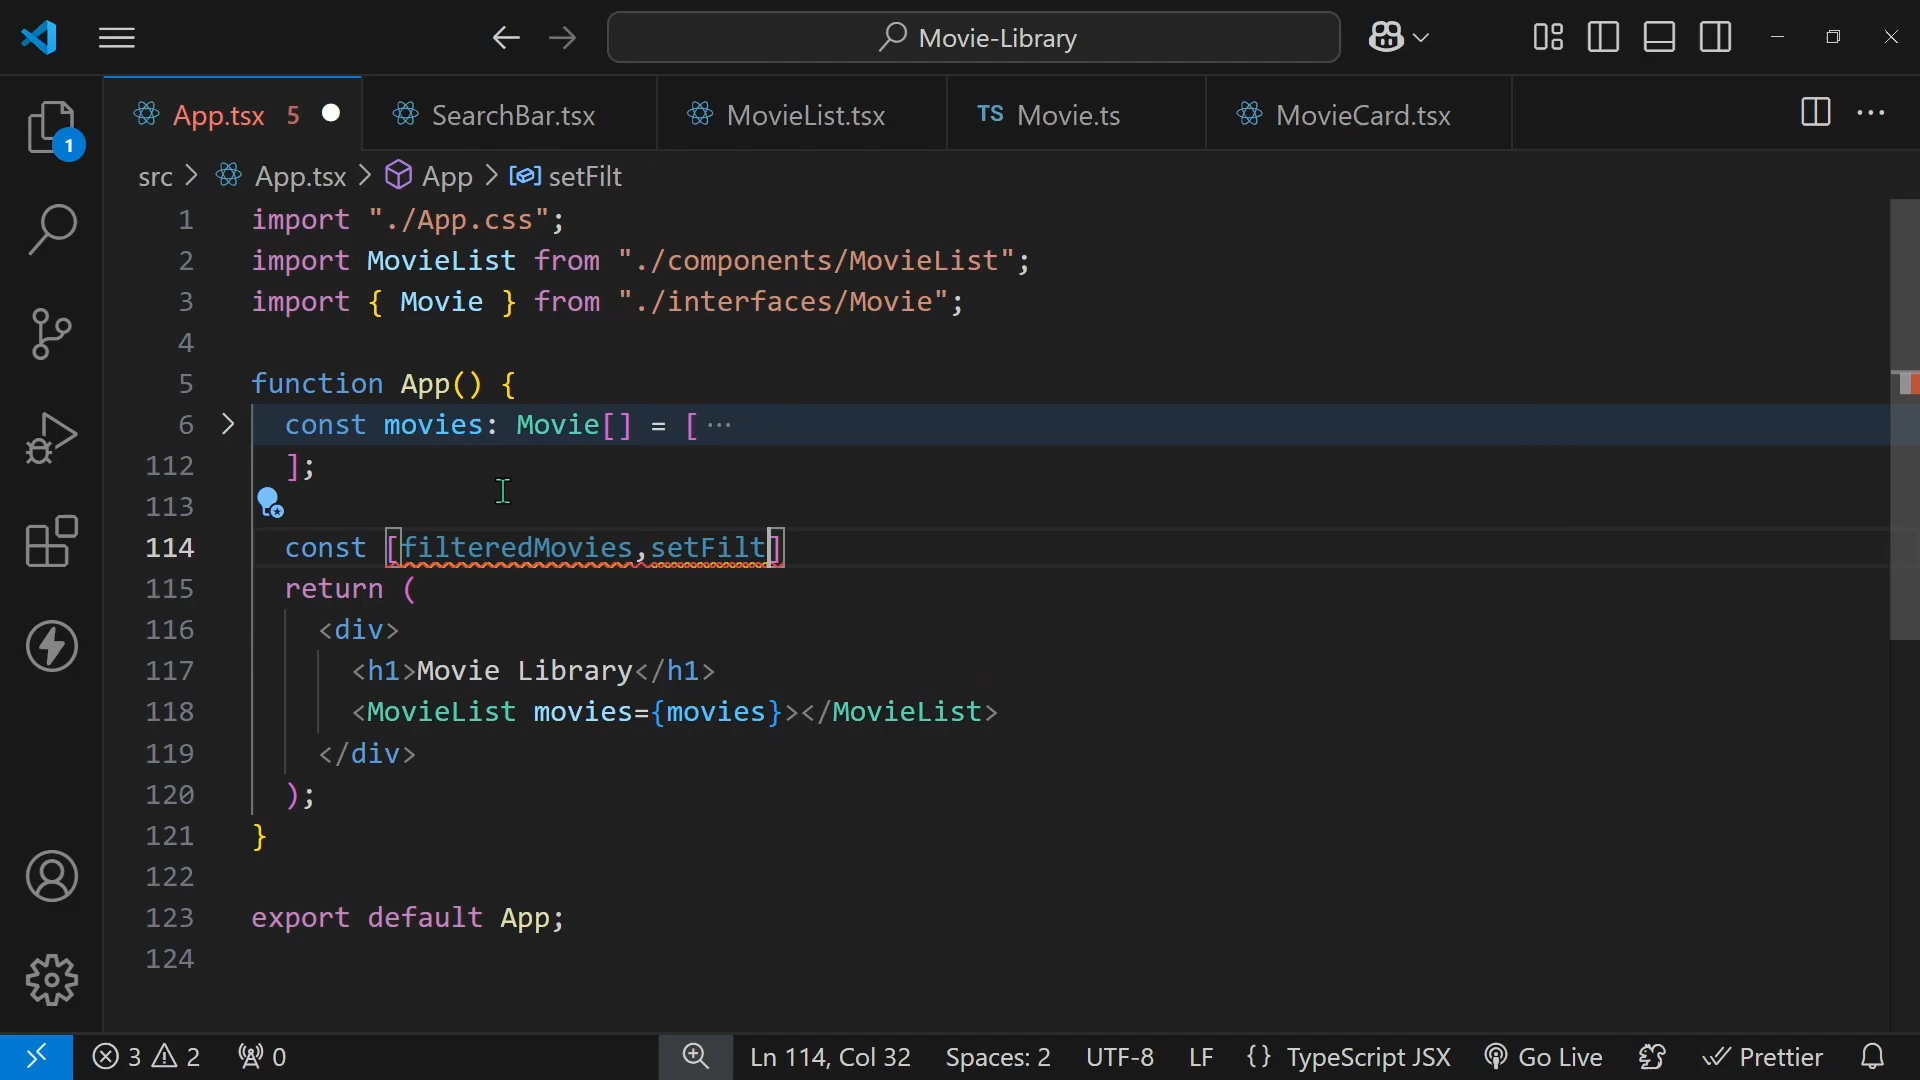 Movie-Library
App.tsx 5
SearchBar.tsx
MovieList.tsx
TS Movie.ts
MovieCard.tsx
1
src > App.tsx > App > setFilt
1 import "./App.css";
2 import MovieList from "./components/MovieList";
3 import { Movie } from "./interfaces/Movie";
4
5 function App() {
6 const movies: Movie[] = [ ···
112 ];
113
114 const [filteredMovies,setFilt]
115 return (
116 <div>
117 <h1>Movie Library</h1>
118 <MovieList movies={movies}></MovieList>
119 </div>
120 );
121 }
122
123 export default App;
124
3 2 0 Ln 114, Col 32 Spaces: 2 UTF-8 LF {} TypeScript JSX Go Live Prettier